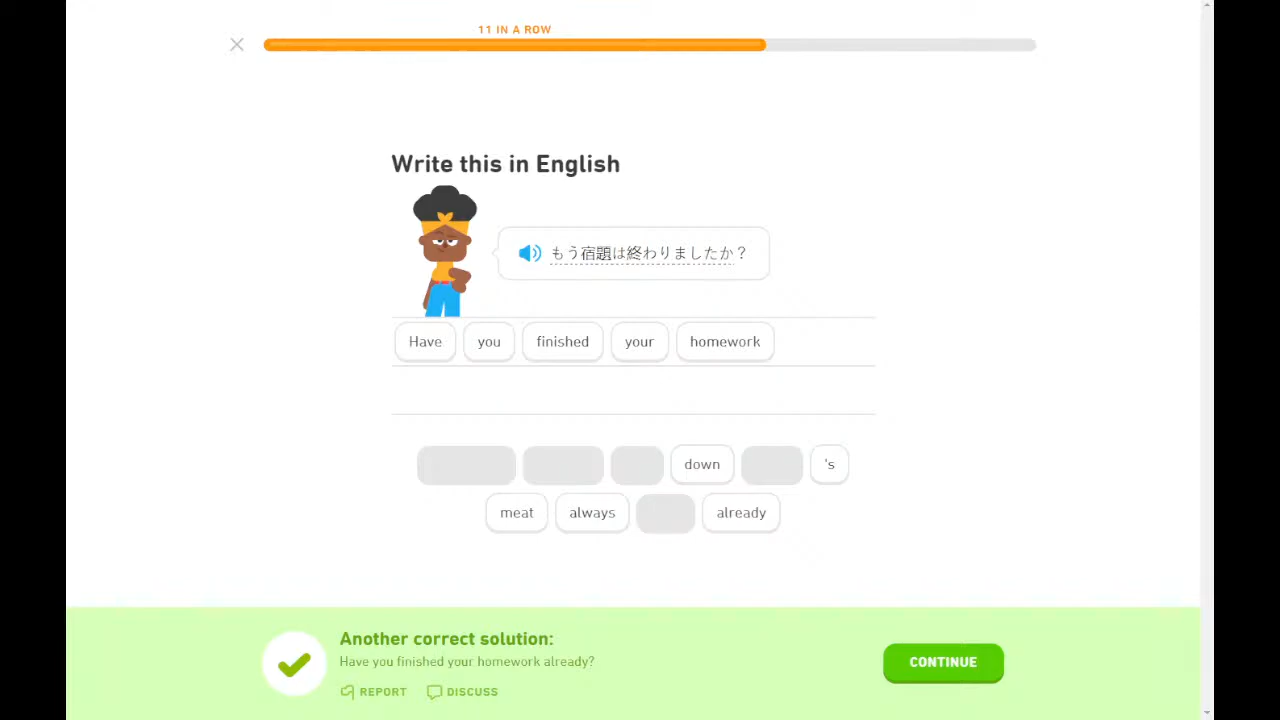 11 IN A ROW
Write this in English
もう宿題は終わりましたか？
Have you finished your homework
down 's
meat always already
Another correct solution:
Have you finished your homework already?
REPORT DISCUSS
CONTINUE